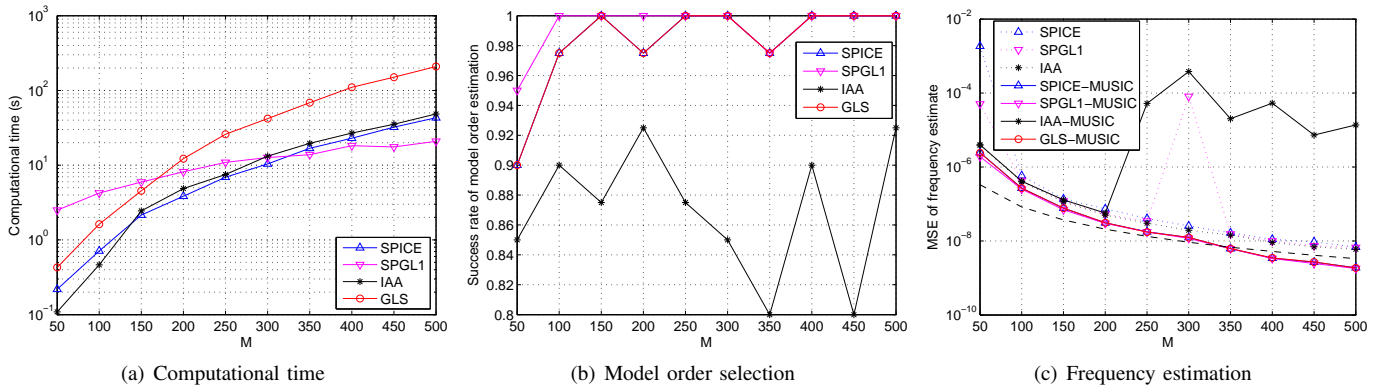 10^3
10^2
10^1
10^0
10^−1
50 100 150 200 250 300 350 400 450 500
M
Computational time (s)
SPICE
SPGL1
IAA
GLS
(a) Computational time
1
0.98
0.96
0.94
0.92
0.9
0.88
0.86
0.84
0.82
0.8
50 100 150 200 250 300 350 400 450 500
M
Success rate of model order estimation
SPICE
SPGL1
IAA
GLS
(b) Model order selection
10^−2
10^−4
10^−6
10^−8
10^−10
50 100 150 200 250 300 350 400 450 500
M
MSE of frequency estimate
SPICE
SPGL1
IAA
SPICE−MUSIC
SPGL1−MUSIC
IAA−MUSIC
GLS−MUSIC
(c) Frequency estimation